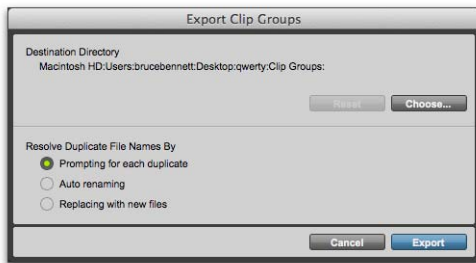 Export Clip Groups
Destination Directory
Macintosh HD:Users:brucebennett:Desktop:qwerty:Clip Groups:
Reset
Choose...
Resolve Duplicate File Names By
Prompting for each duplicate
Auto renaming
Replacing with new files
Cancel
Export